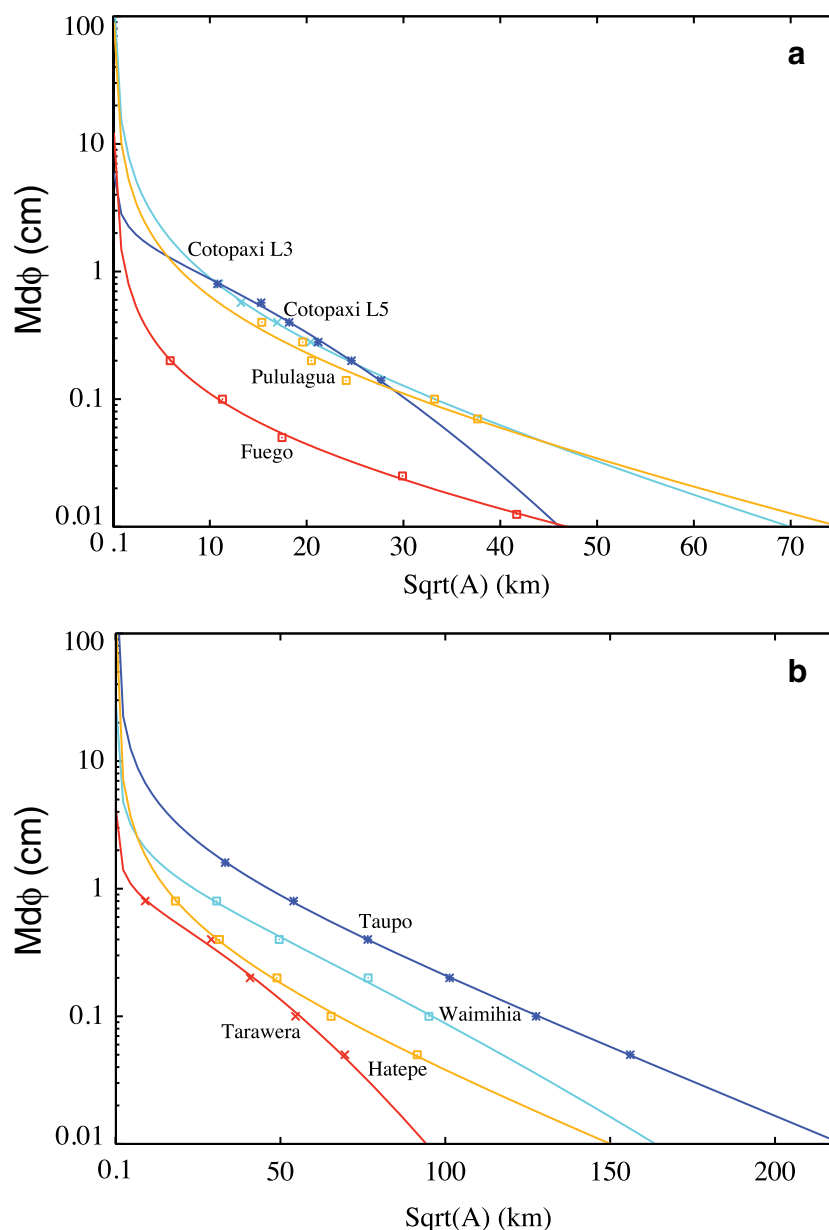 100
10
1
0.1
0.01
Mdϕ (cm)
a
Cotopaxi L3
Cotopaxi L5
Pululagua
Fuego
0.1 10 20 30 40 50 60 70
Sqrt(A) (km)
100
10
1
0.1
0.01
Mdϕ (cm)
b
Taupo
Waimihia
Tarawera
Hatepe
0.1 50 100 150 200
Sqrt(A) (km)